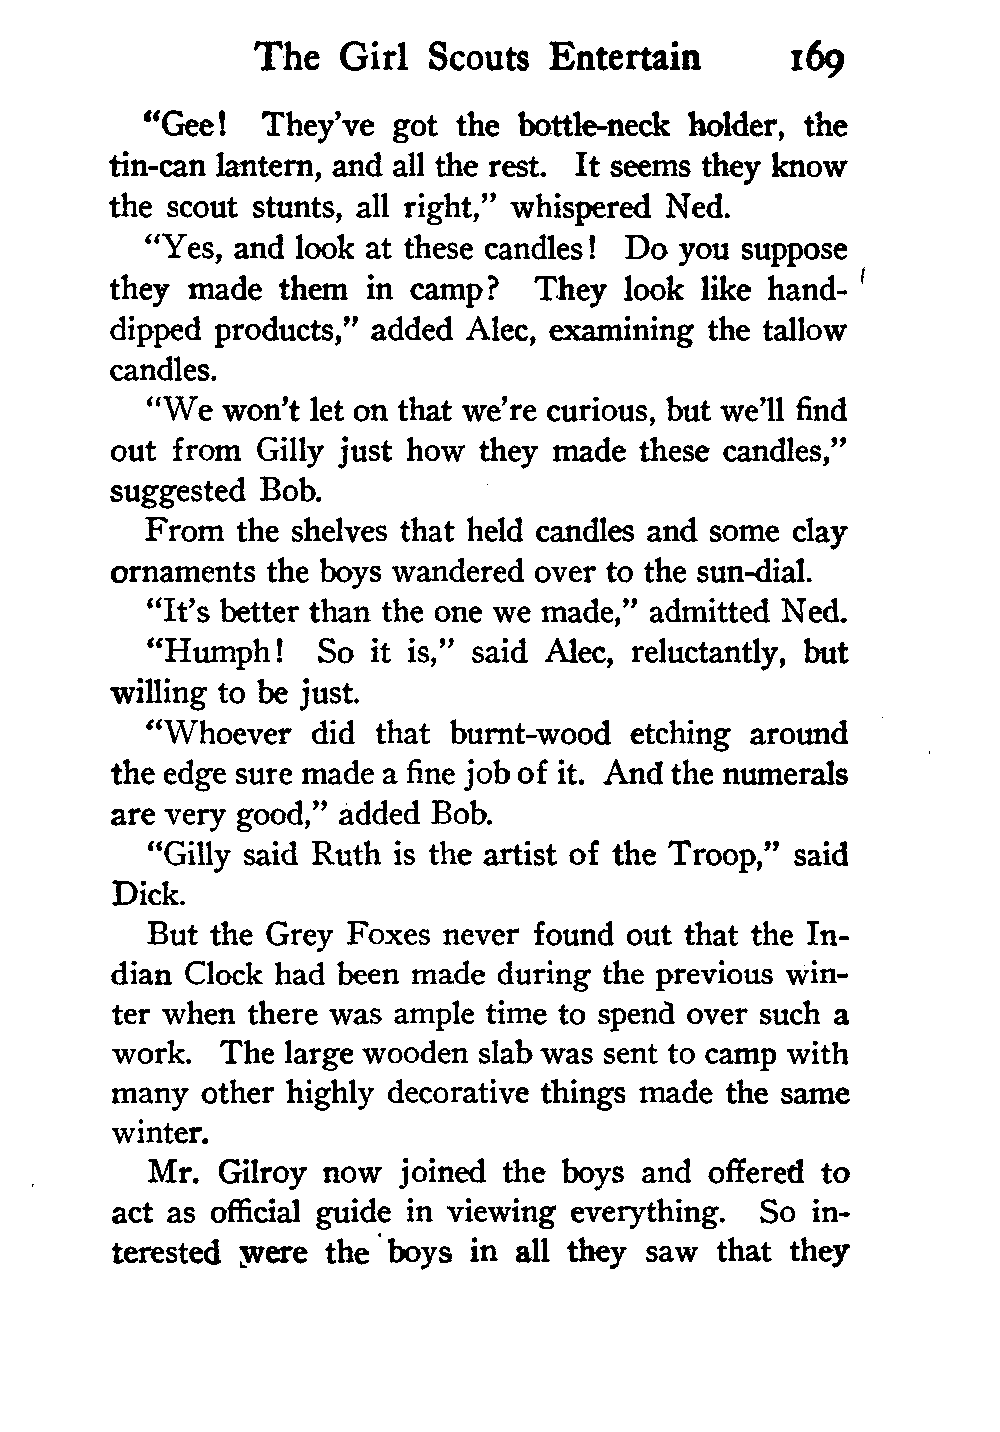 The Girl Scouts Entertain 169
“Gee! They’ve got the bottle-neck holder, the
tin-can lantern, and all the rest. It seems they know
the scout stunts, all right,” whispered Ned.
“Yes, and look at these candles! Do you suppose
they made them in camp? They look like hand-
dipped products,” added Alec, examining the tallow
candles.
“We won’t let on that we’re curious, but we’ll find
out from Gilly just how they made these candles,”
suggested Bob.
From the shelves that held candles and some clay
ornaments the boys wandered over to the sun-dial.
“It’s better than the one we made,” admitted Ned.
“Humph! So it is,” said Alec, reluctantly, but
willing to be just.
“Whoever did that burnt-wood etching around
the edge sure made a fine job of it. And the numerals
are very good,” added Bob.
“Gilly said Ruth is the artist of the Troop,” said
Dick.
But the Grey Foxes never found out that the In-
dian Clock had been made during the previous win-
ter when there was ample time to spend over such a
work. The large wooden slab was sent to camp with
many other highly decorative things made the same
winter.
Mr. Gilroy now joined the boys and offered to
act as official guide in viewing everything. So in-
terested were the boys in all they saw that they